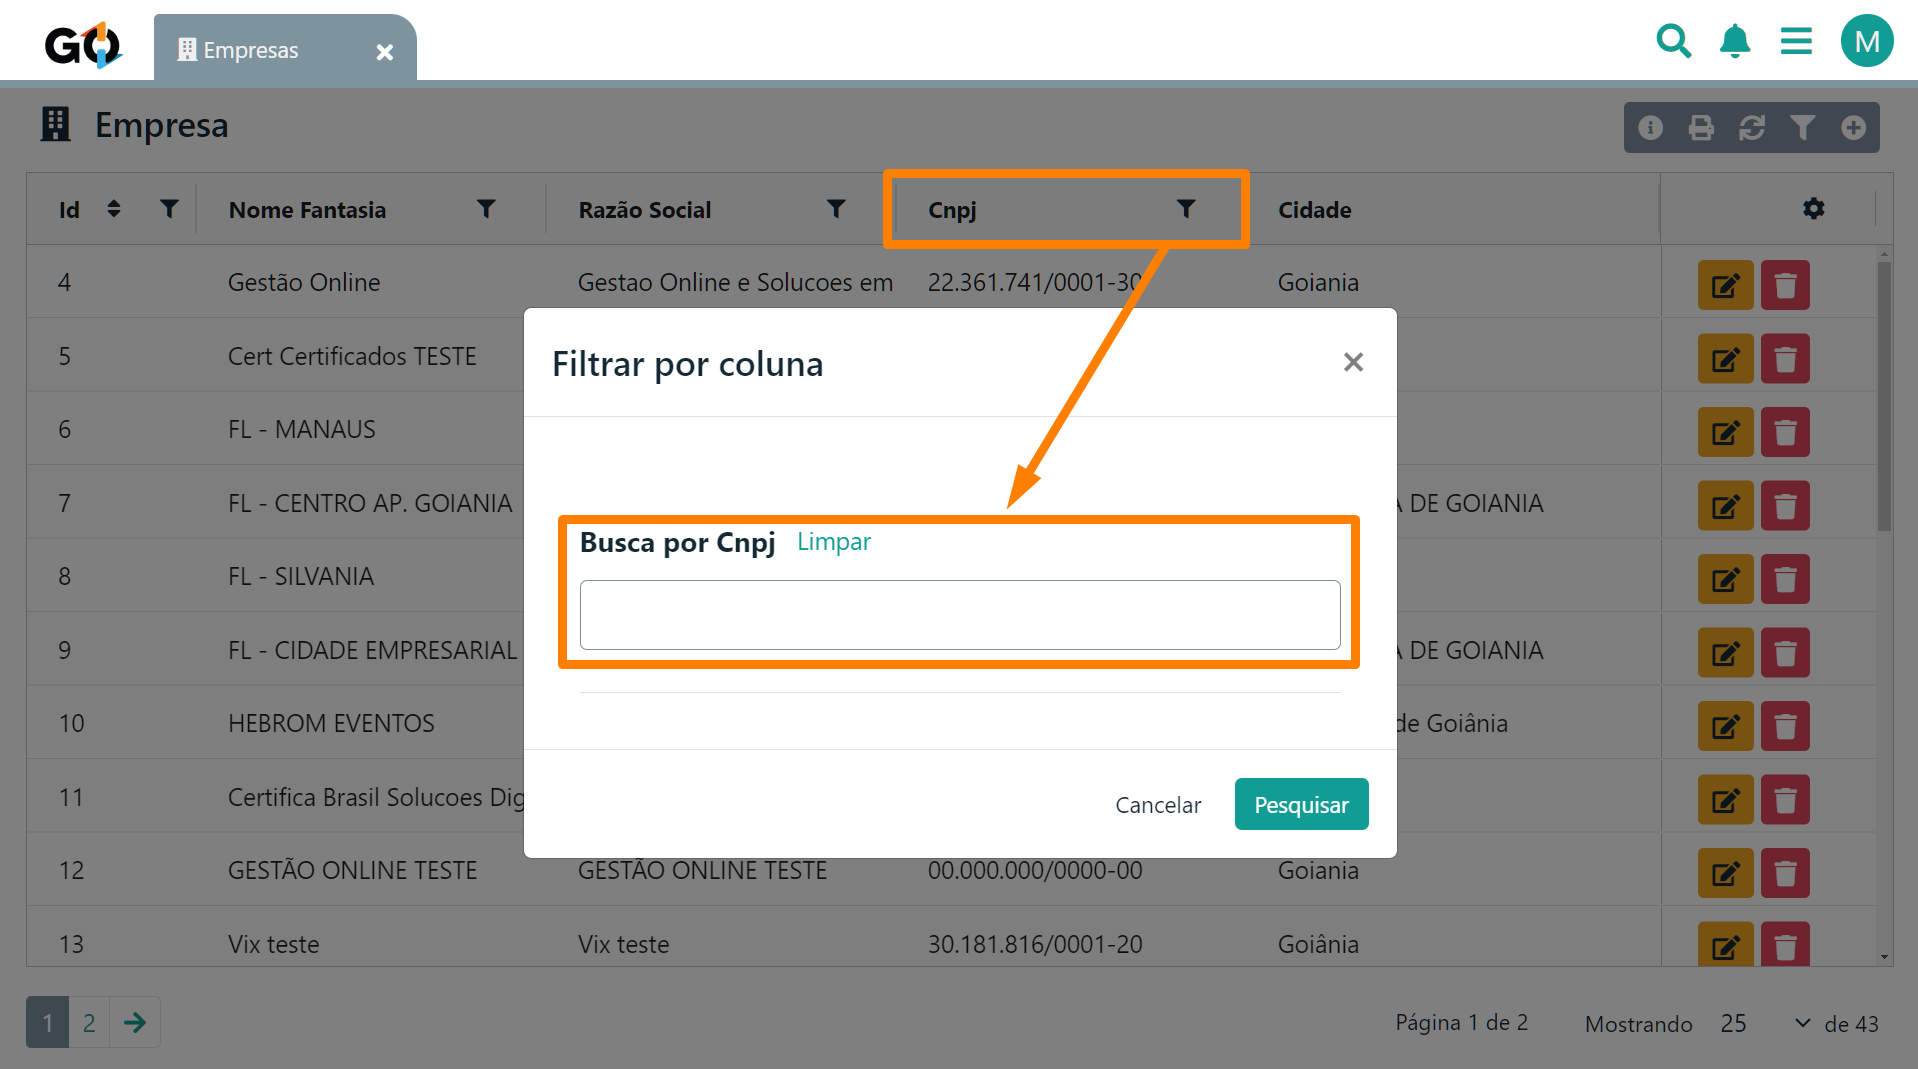 GO
Empresas
M
Empresa
Id Nome Fantasia Razão Social Cnpj Cidade
4 Gestão Online Gestao Online e Solucoes em 22.361.741/0001-30 Goiania
5 Cert Certificados TESTE
6 FL - MANAUS
7 FL - CENTRO AP. GOIANIA DE GOIANIA
8 FL - SILVANIA
9 FL - CIDADE EMPRESARIAL DE GOIANIA
10 HEBROM EVENTOS de Goiânia
11 Certifica Brasil Solucoes Dig
12 GESTÃO ONLINE TESTE GESTÃO ONLINE TESTE 00.000.000/0000-00 Goiania
13 Vix teste Vix teste 30.181.816/0001-20 Goiânia
Filtrar por coluna
Busca por Cnpj Limpar
Cancelar Pesquisar
1 2 Página 1 de 2 Mostrando 25 de 43